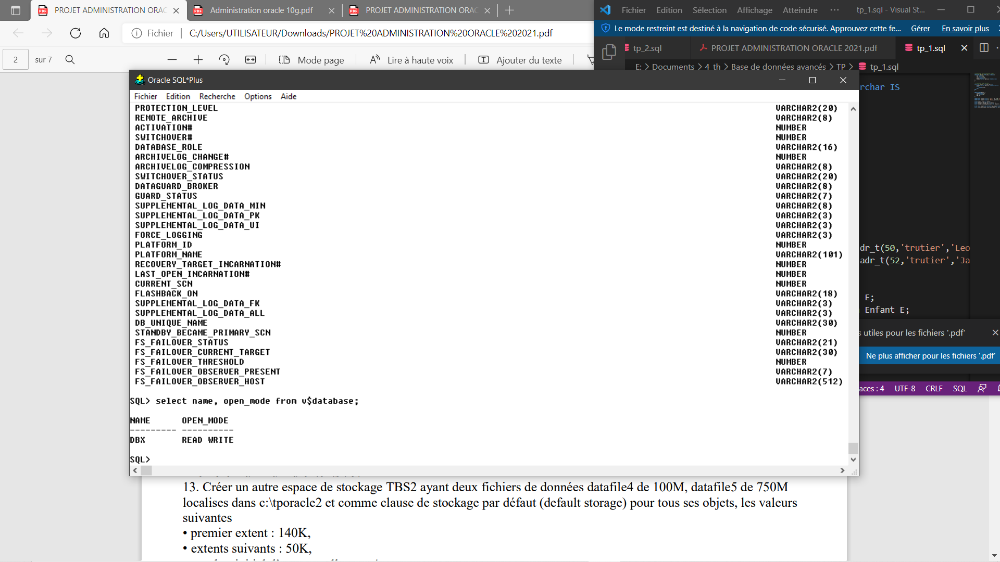 PROJET ADMINISTRATION ORAC
Administration oracle 10g.pdf
PROJET ADMINISTRATION ORAC
Fichier
C:/Users/UTILISATEUR/Downloads/PROJET%20ADMINISTRATION%20ORACLE%202021.pdf
2 sur 7
Mode page
Lire à haute voix
Ajouter du texte
Fichier Edition Sélection Affichage Atteindre ··· tp_1.sql - Visual St...
Le mode restreint est destiné à la navigation de code sécurisé. Approuvez cette fe... Gérer En savoir plus
tp_2.sql PROJET ADMINISTRATION ORACLE 2021.pdf tp_1.sql
E: > Documents > 4 th > Base de données avancés > TP > tp_1.sql
rchar IS
dr_t(50,'trutier','Leo
adr_t(52,'trutier','Ja
E;
Enfant E;
s utiles pour les fichiers '.pdf'
Ne plus afficher pour les fichiers '.pdf'
aces : 4 UTF-8 CRLF SQL
Oracle SQL*Plus
Fichier Edition Recherche Options Aide
PROTECTION_LEVEL VARCHAR2(20)
REMOTE_ARCHIVE VARCHAR2(8)
ACTIVATION# NUMBER
SWITCHOVER# NUMBER
DATABASE_ROLE VARCHAR2(16)
ARCHIVELOG_CHANGE# NUMBER
ARCHIVELOG_COMPRESSION VARCHAR2(8)
SWITCHOVER_STATUS VARCHAR2(20)
DATAGUARD_BROKER VARCHAR2(8)
GUARD_STATUS VARCHAR2(7)
SUPPLEMENTAL_LOG_DATA_MIN VARCHAR2(8)
SUPPLEMENTAL_LOG_DATA_PK VARCHAR2(3)
SUPPLEMENTAL_LOG_DATA_UI VARCHAR2(3)
FORCE_LOGGING VARCHAR2(3)
PLATFORM_ID NUMBER
PLATFORM_NAME VARCHAR2(101)
RECOVERY_TARGET_INCARNATION# NUMBER
LAST_OPEN_INCARNATION# NUMBER
CURRENT_SCN NUMBER
FLASHBACK_ON VARCHAR2(18)
SUPPLEMENTAL_LOG_DATA_FK VARCHAR2(3)
SUPPLEMENTAL_LOG_DATA_ALL VARCHAR2(3)
DB_UNIQUE_NAME VARCHAR2(30)
STANDBY_BECAME_PRIMARY_SCN NUMBER
FS_FAILOVER_STATUS VARCHAR2(21)
FS_FAILOVER_CURRENT_TARGET VARCHAR2(30)
FS_FAILOVER_THRESHOLD NUMBER
FS_FAILOVER_OBSERVER_PRESENT VARCHAR2(7)
FS_FAILOVER_OBSERVER_HOST VARCHAR2(512)
SQL> select name, open_mode from v$database;
NAME OPEN_MODE
--------- ----------
DBX READ WRITE
SQL>
13. Créer un autre espace de stockage TBS2 ayant deux fichiers de données datafile4 de 100M, datafile5 de 750M
localises dans c:\tporacle2 et comme clause de stockage par défaut (default storage) pour tous ses objets, les valeurs
suivantes
• premier extent : 140K,
• extents suivants : 50K,